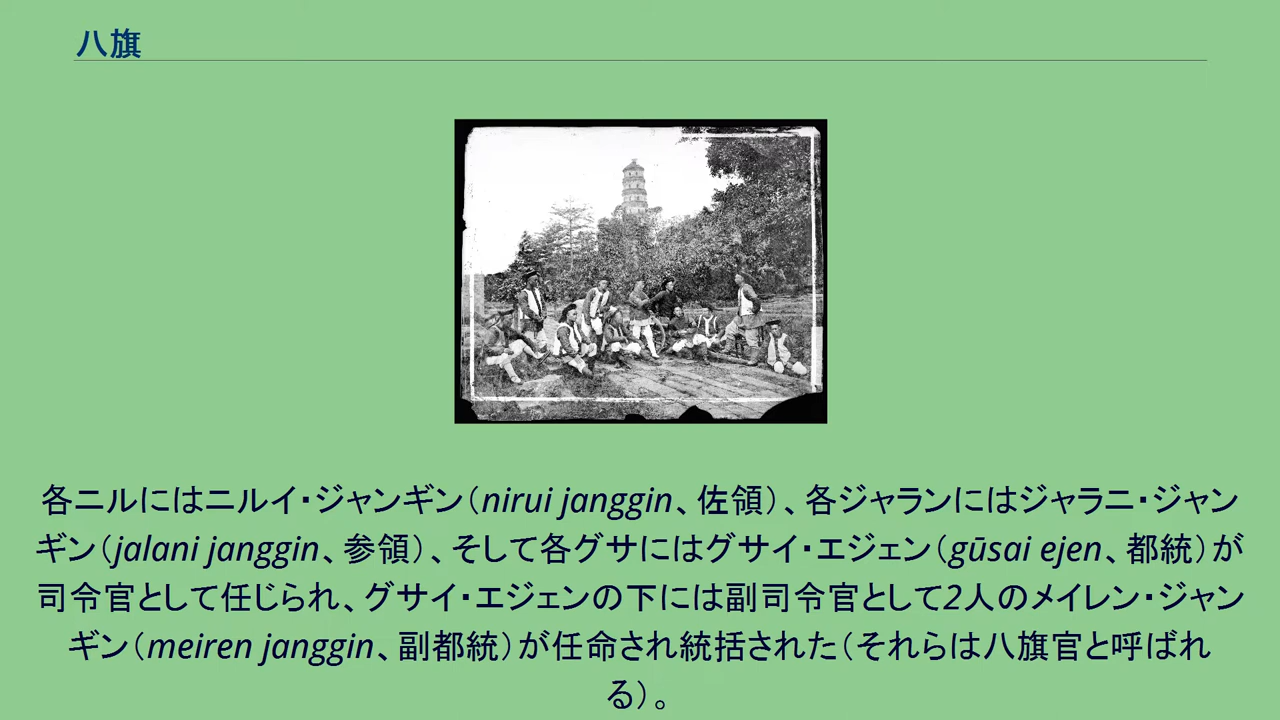 八旗
各ニルにはニルイ・ジャンギン（nirui janggin、佐領）、各ジャランにはジャラニ・ジャン
ギン（jalani janggin、参領）、そして各グサにはグサイ・エジェン（gūsai ejen、都統）が
司令官として任じられ、グサイ・エジェンの下には副司令官として2人のメイレン・ジャン
ギン（meiren janggin、副都統）が任命され統括された（それらは八旗官と呼ばれ
る）。